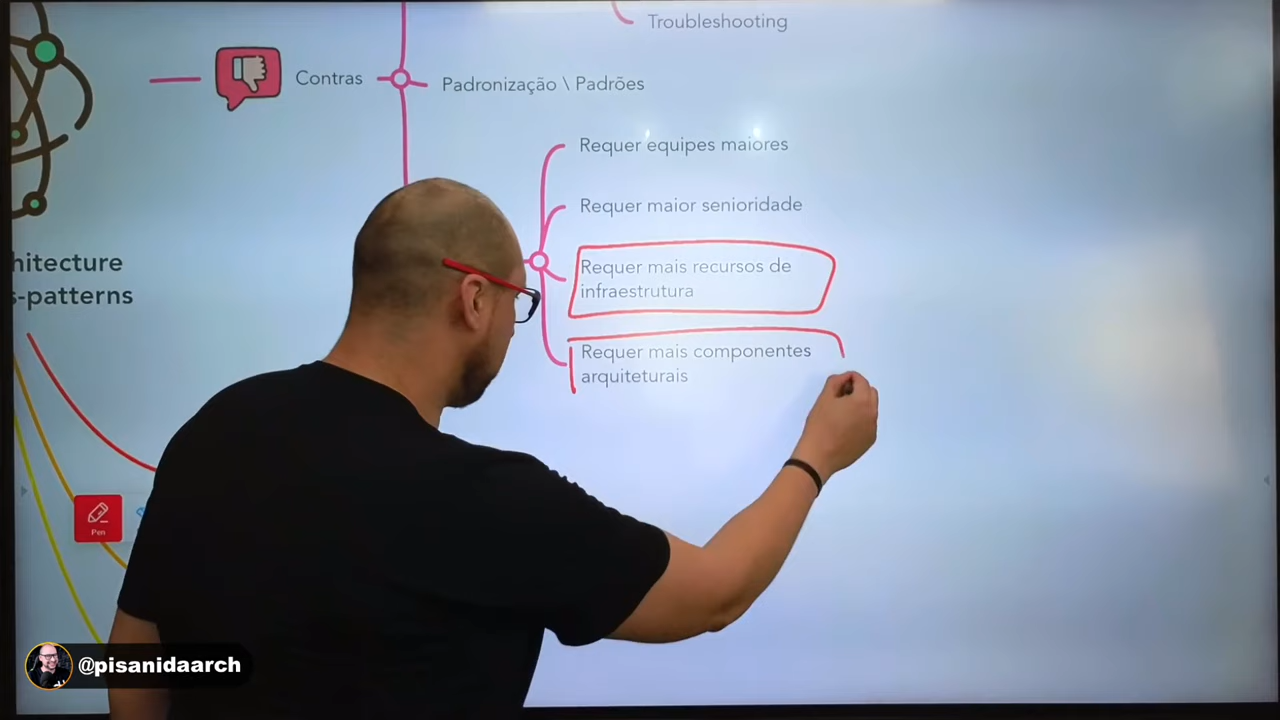 Troubleshooting
Contras
Padronização \ Padrões
Requer equipes maiores
Requer maior senioridade
Requer mais recursos de
infraestrutura
Requer mais componentes
arquiteturais
hitecture
s-patterns
Pen
@pisanidaarch